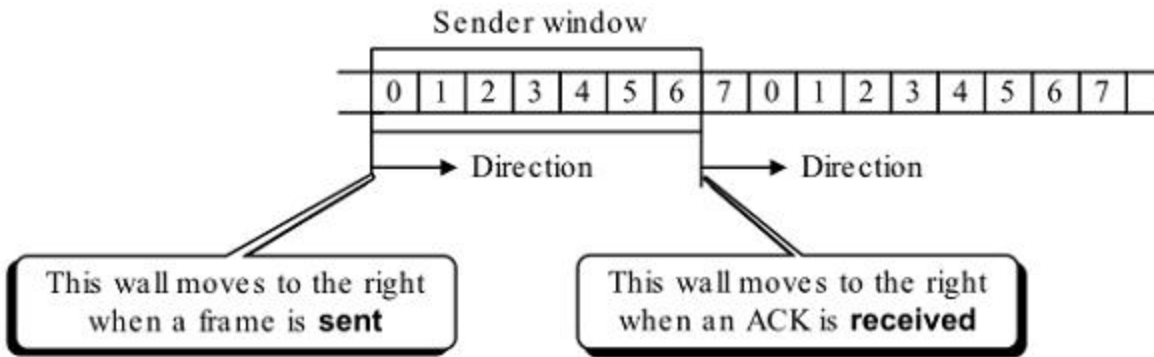 Sender window
0 1 2 3 4 5 6 7 0 1 2 3 4 5 6 7
Direction Direction
This wall moves to the right
when a frame is sent
This wall moves to the right
when an ACK is received